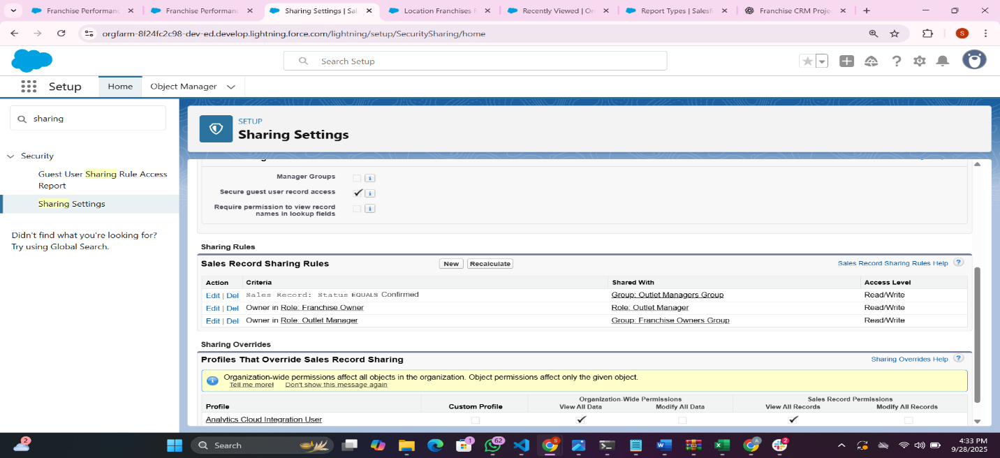 Franchise Performanc
Franchise Performanc
Sharing Settings | Sal
Location Franchises R
Recently Viewed | Or
Report Types | Salesf
Franchise CRM Proje
orgfarm-8f24fc2c98-dev-ed.develop.lightning.force.com/lightning/setup/SecuritySharing/home
S
Search Setup
Setup
Home
Object Manager
sharing
Security
Guest User Sharing Rule Access
Report
Sharing Settings
Didn't find what you're looking for?
Try using Global Search.
SETUP
Sharing Settings
Manager Groups
Secure guest user record access
Require permission to view record
names in lookup fields
Sharing Rules
Sales Record Sharing Rules
New
Recalculate
Sales Record Sharing Rules Help ?
Action Criteria Shared With Access Level
Edit | Del Sales Record: Status EQUALS Confirmed Group: Outlet Managers Group Read/Write
Edit | Del Owner in Role: Franchise Owner Role: Outlet Manager Read/Write
Edit | Del Owner in Role: Outlet Manager Group: Franchise Owners Group Read/Write
Sharing Overrides
Profiles That Override Sales Record Sharing
Sharing Overrides Help ?
Organization-wide permissions affect all objects in the organization. Object permissions affect only the given object.
Tell me more! Don't show this message again
Organization-Wide Permissions Sales Record Permissions
Profile Custom Profile View All Data Modify All Data View All Records Modify All Records
Analytics Cloud Integration User
2
Search
1
62
S
A
2
4:33 PM
9/28/2025